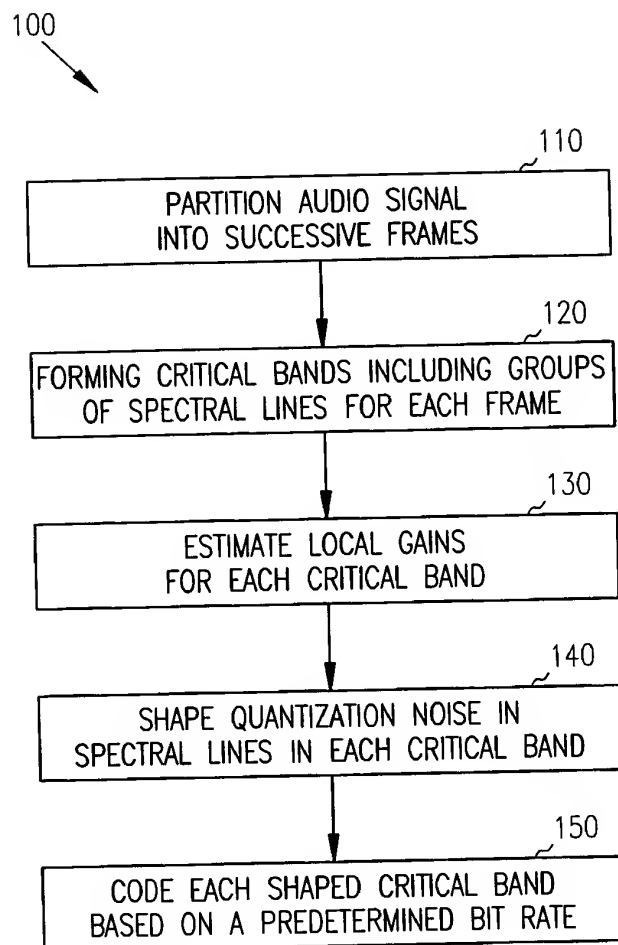 100
110
PARTITION AUDIO SIGNAL
INTO SUCCESSIVE FRAMES
120
FORMING CRITICAL BANDS INCLUDING GROUPS
OF SPECTRAL LINES FOR EACH FRAME
130
ESTIMATE LOCAL GAINS
FOR EACH CRITICAL BAND
140
SHAPE QUANTIZATION NOISE IN
SPECTRAL LINES IN EACH CRITICAL BAND
150
CODE EACH SHAPED CRITICAL BAND
BASED ON A PREDETERMINED BIT RATE